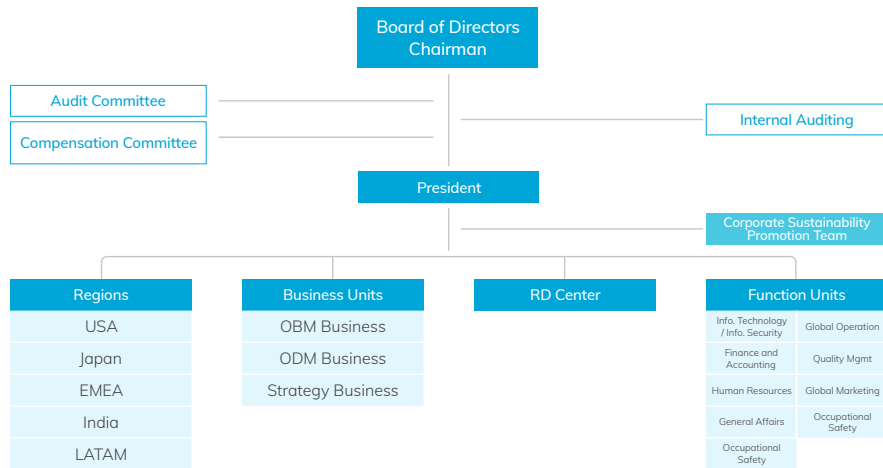 Board of Directors
Chairman
Audit Committee
Compensation Committee
Internal Auditing
President
Corporate Sustainability
Promotion Team
Regions
USA
Japan
EMEA
India
LATAM
Business Units
OBM Business
ODM Business
Strategy Business
RD Center
Function Units
Info. Technology
/ Info. Security
Global Operation
Finance and
Accounting
Quality Mgmt
Human Resources
Global Marketing
General Affairs
Occupational
Safety
Occupational
Safety